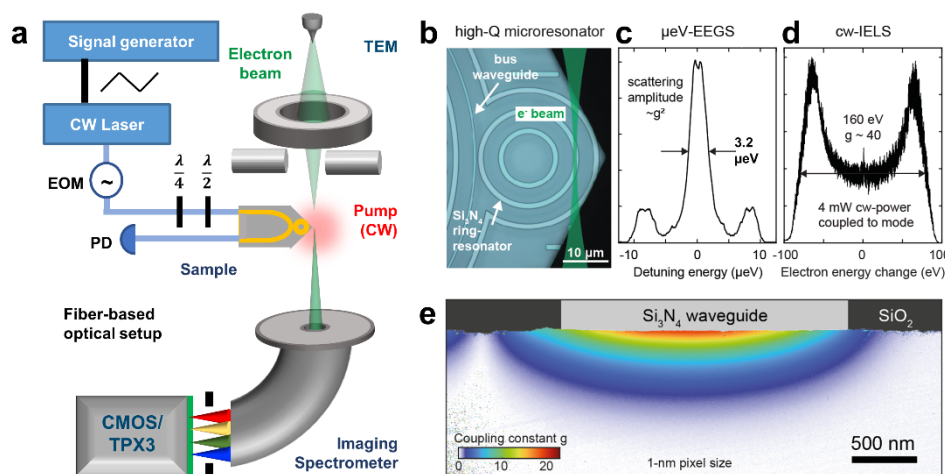 a
Signal generator
CW Laser
EOM
~
λ/4
λ/2
PD
Sample
Fiber-based
optical setup
CMOS/
TPX3
Electron
beam
TEM
Pump
(CW)
Imaging
Spectrometer
b
high-Q microresonator
bus
waveguide
e- beam
Si3N4
ring-
resonator
10 µm
c
µeV-EEGS
scattering
amplitude
~g²
3.2
µeV
-10
0
10
Detuning energy (µeV)
d
cw-IELS
160 eV
g ~ 40
4 mW cw-power
coupled to mode
-100
0
100
Electron energy change (eV)
e
Si3N4 waveguide
SiO2
Coupling constant g
0
10
20
1-nm pixel size
500 nm